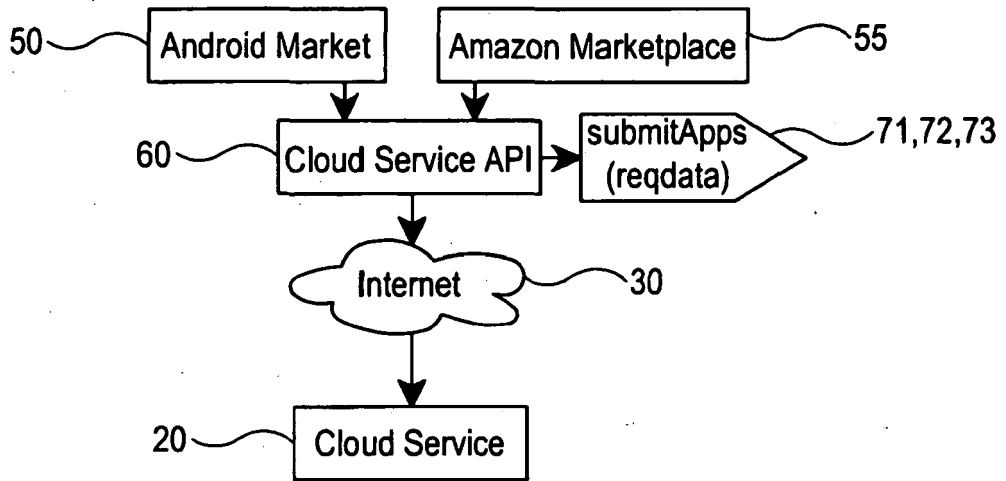 50
Android Market
Amazon Marketplace
55
60
Cloud Service API
submitApps
(reqdata)
71,72,73
Internet
30
20
Cloud Service